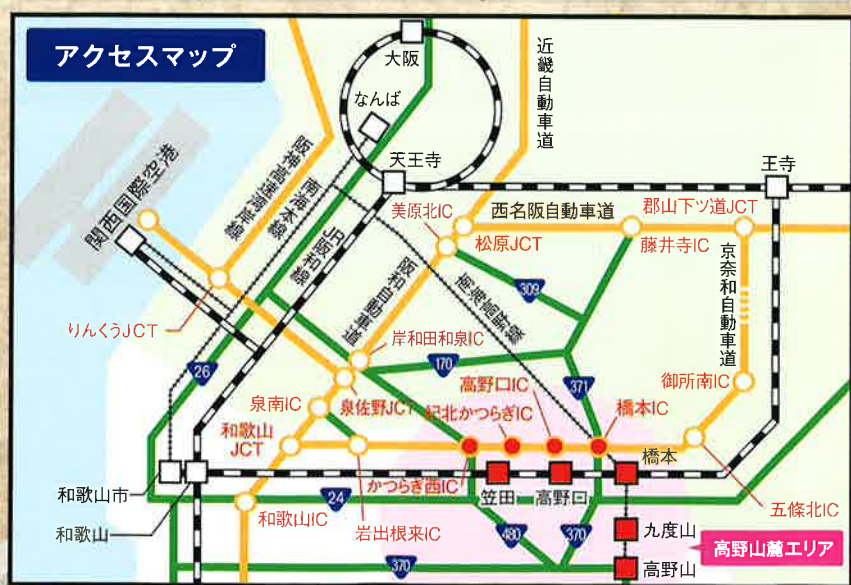 アクセスマップ
大阪
なんば
近畿自動車道
阪神高速湾岸線
南海本線
天王寺
王寺
関西国際空港
美原北IC
西名阪自動車道
郡山下ツ道JCT
松原JCT
藤井寺IC
JR阪和線
阪和自動車道
南海高野線
京奈和自動車道
309
りんくうJCT
岸和田和泉IC
26
170
高野口IC
371
御所南IC
泉南IC
泉佐野JCT
紀北かつらぎIC
橋本IC
和歌山
JCT
橋本
かつらぎ西IC
和歌山市
24
笠田
高野口
五條北IC
和歌山
和歌山IC
岩出根来IC
480
370
九度山
高野山麓エリア
370
高野山